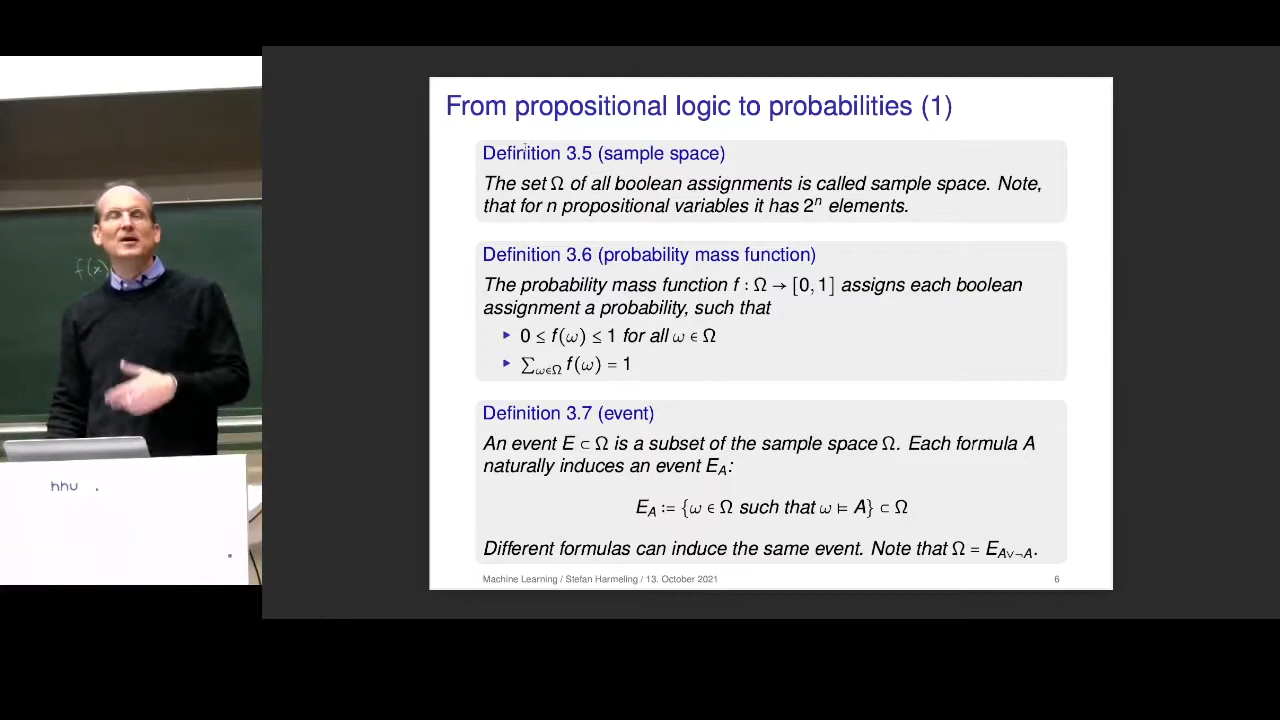 From propositional logic to probabilities (1)
Definition 3.5 (sample space)
The set Ω of all boolean assignments is called sample space. Note,
that for n propositional variables it has 2ⁿ elements.
Definition 3.6 (probability mass function)
The probability mass function f : Ω → [0, 1] assigns each boolean
assignment a probability, such that
▸ 0 ≤ f(ω) ≤ 1 for all ω ∈ Ω
▸ ∑_{ω∈Ω} f(ω) = 1
Definition 3.7 (event)
An event E ⊂ Ω is a subset of the sample space Ω. Each formula A
naturally induces an event E_A:
E_A := {ω ∈ Ω such that ω ⊨ A} ⊂ Ω
Different formulas can induce the same event. Note that Ω = E_{A∨¬A}.
Machine Learning / Stefan Harmeling / 13. October 2021 6
f(x)
hhu .